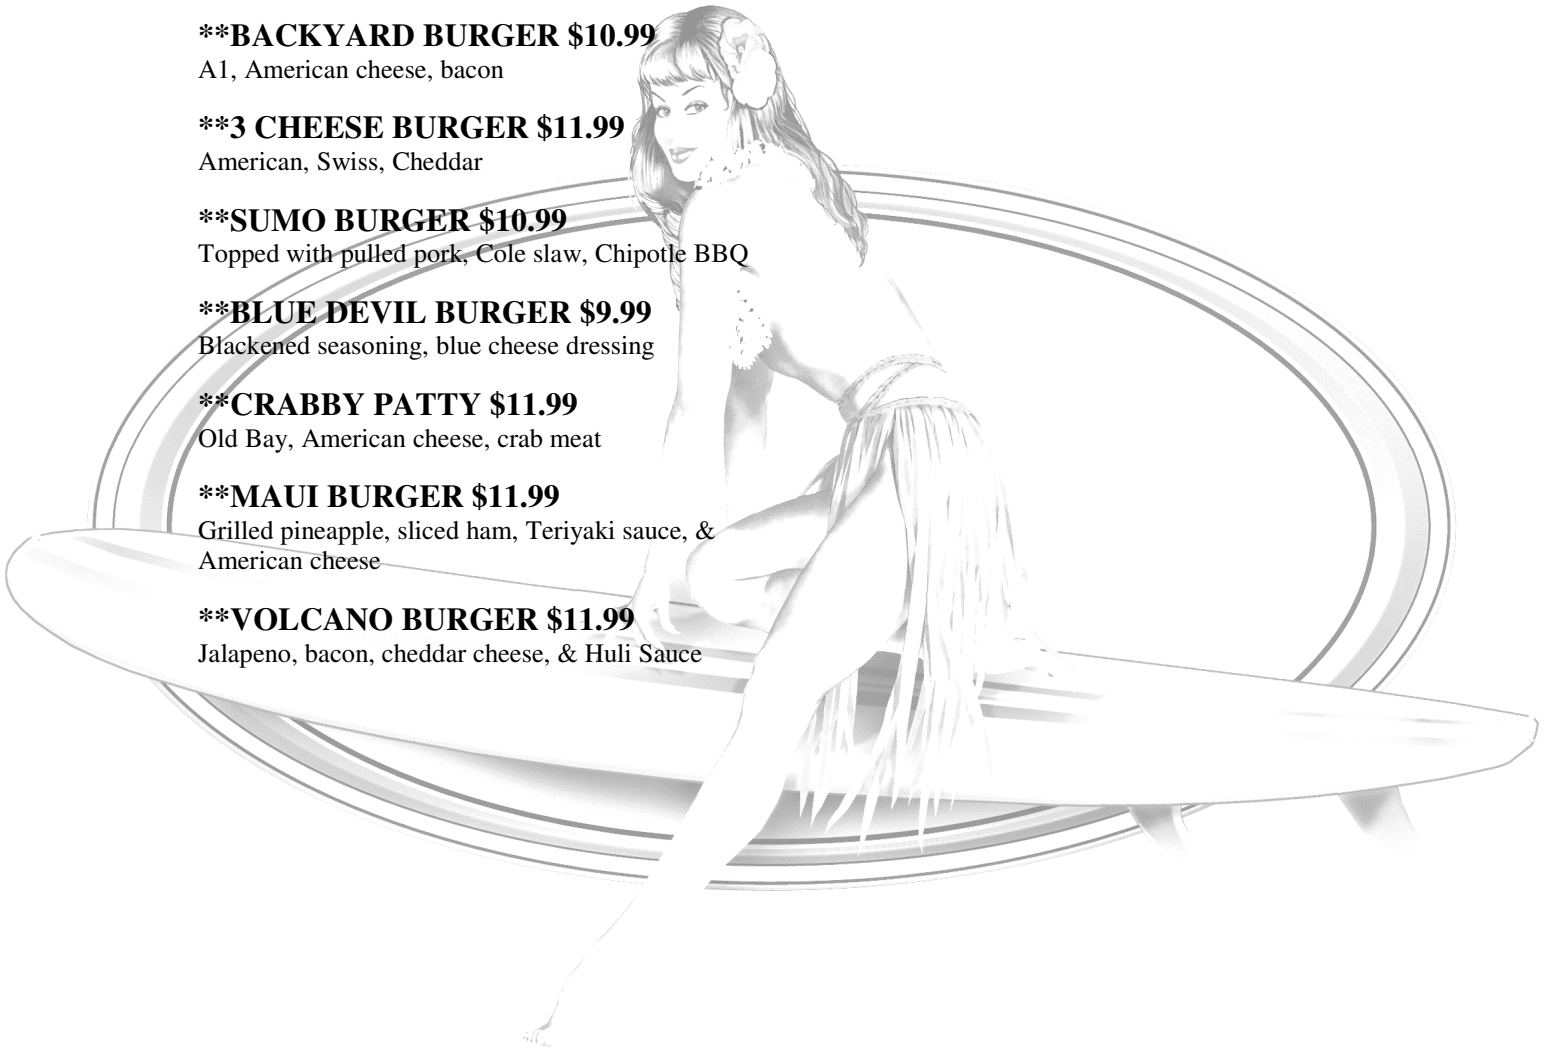 **BACKYARD BURGER $10.99
A1, American cheese, bacon
**3 CHEESE BURGER $11.99
American, Swiss, Cheddar
**SUMO BURGER $10.99
Topped with pulled pork, Cole slaw, Chipotle BBQ
**BLUE DEVIL BURGER $9.99
Blackened seasoning, blue cheese dressing
**CRABBY PATTY $11.99
Old Bay, American cheese, crab meat
**MAUI BURGER $11.99
Grilled pineapple, sliced ham, Teriyaki sauce, &
American cheese
**VOLCANO BURGER $11.99
Jalapeno, bacon, cheddar cheese, & Huli Sauce